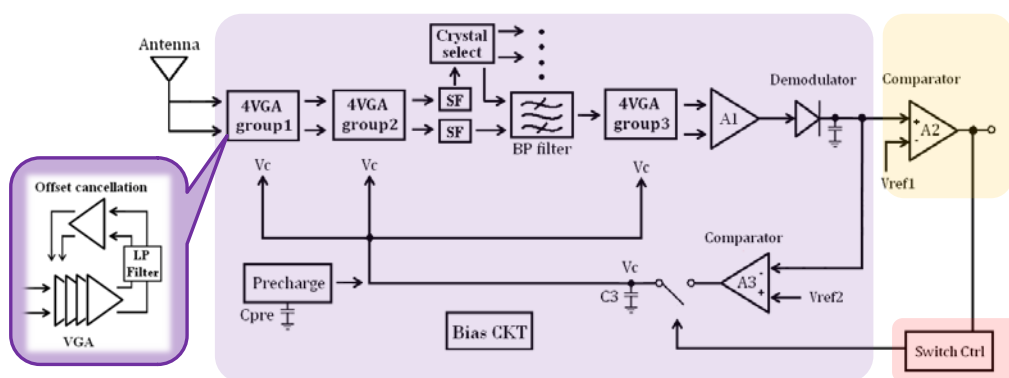 Antenna
Crystal
select
4VGA
group1
4VGA
group2
SF
SF
BP filter
4VGA
group3
A1
Demodulator
Comparator
+
A2
-
Vref1
Vc
Vc
Vc
Offset cancellation
LP
Filter
VGA
Precharge
Cpre
Bias CKT
Vc
C3
Comparator
A3
-
+
Vref2
Switch Ctrl